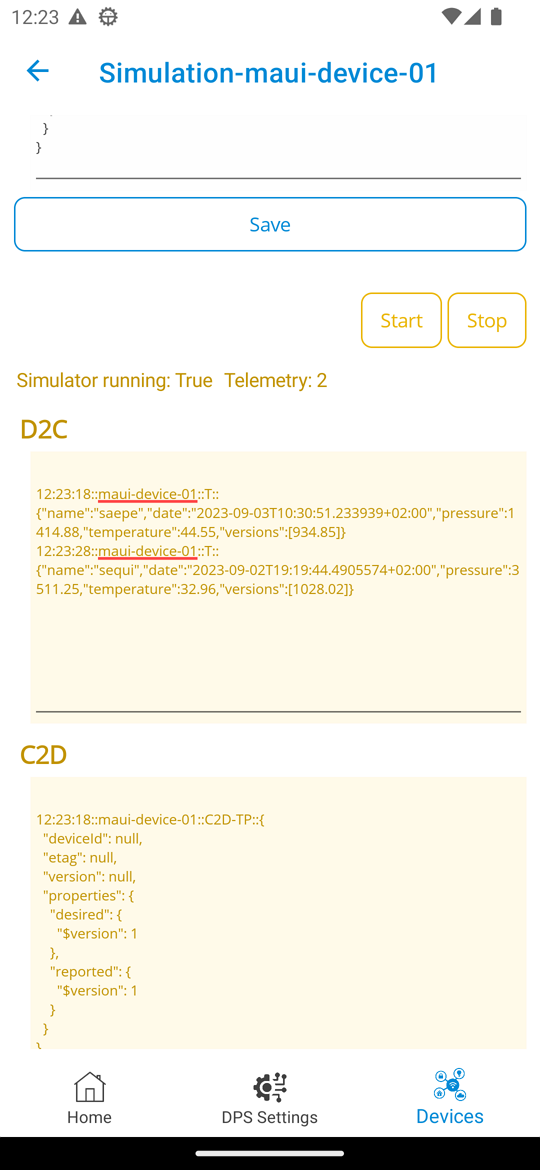 12:23
Simulation-maui-device-01
}
}
Save
Start Stop
Simulator running: True Telemetry: 2
D2C
12:23:18::maui-device-01::T::
{"name":"saepe","date":"2023-09-03T10:30:51.233939+02:00","pressure":1
414.88,"temperature":44.55,"versions":[934.85]}
12:23:28::maui-device-01::T::
{"name":"sequi","date":"2023-09-02T19:19:44.4905574+02:00","pressure":3
511.25,"temperature":32.96,"versions":[1028.02]}
C2D
12:23:18::maui-device-01::C2D-TP::{
"deviceId": null,
"etag": null,
"version": null,
"properties": {
"desired": {
"$version": 1
},
"reported": {
"$version": 1
}
}
}
Home DPS Settings Devices